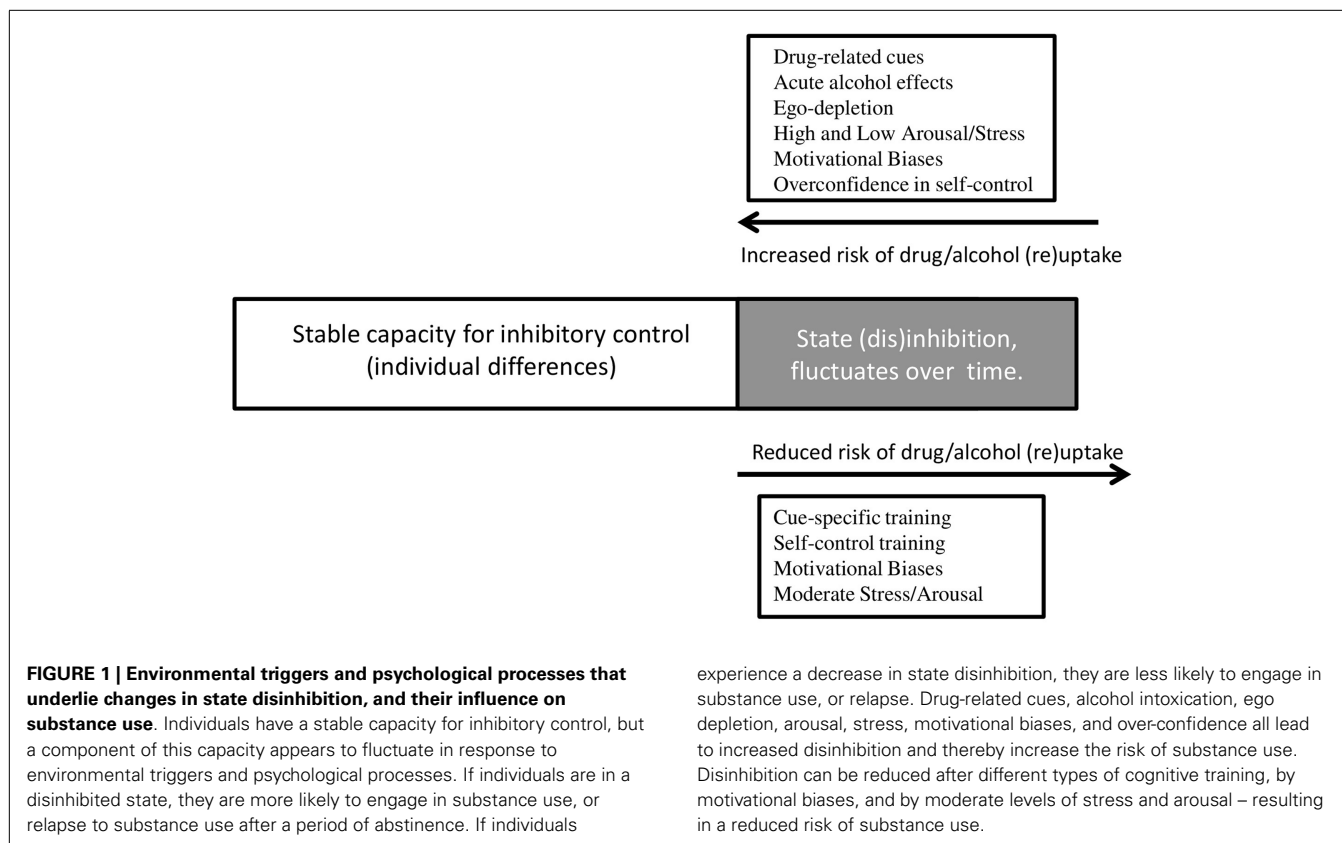 Drug-related cues
Acute alcohol effects
Ego-depletion
High and Low Arousal/Stress
Motivational Biases
Overconfidence in self-control
Increased risk of drug/alcohol (re)uptake
Stable capacity for inhibitory control
(individual differences)
State (dis)inhibition,
fluctuates over time.
Reduced risk of drug/alcohol (re)uptake
Cue-specific training
Self-control training
Motivational Biases
Moderate Stress/Arousal
FIGURE 1 | Environmental triggers and psychological processes that
underlie changes in state disinhibition, and their influence on
substance use. Individuals have a stable capacity for inhibitory control, but
a component of this capacity appears to fluctuate in response to
environmental triggers and psychological processes. If individuals are in a
disinhibited state, they are more likely to engage in substance use, or
relapse to substance use after a period of abstinence. If individuals
experience a decrease in state disinhibition, they are less likely to engage in
substance use, or relapse. Drug-related cues, alcohol intoxication, ego
depletion, arousal, stress, motivational biases, and over-confidence all lead
to increased disinhibition and thereby increase the risk of substance use.
Disinhibition can be reduced after different types of cognitive training, by
motivational biases, and by moderate levels of stress and arousal – resulting
in a reduced risk of substance use.